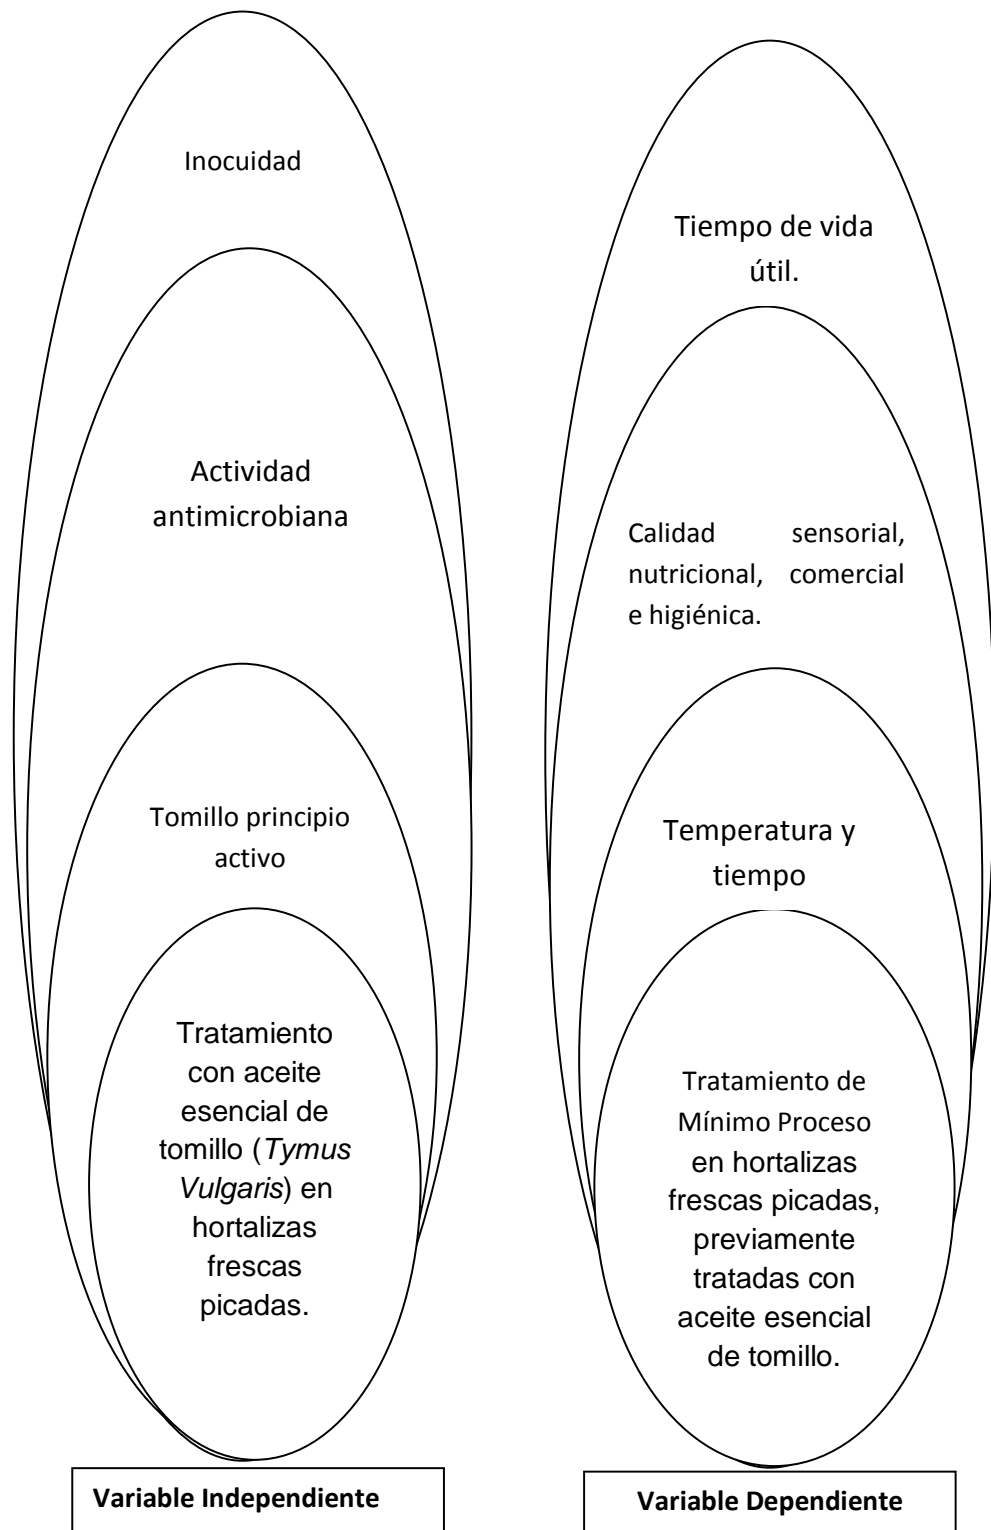 Inocuidad
Actividad
antimicrobiana
Tomillo principio
activo
Tratamiento
con aceite
esencial de
tomillo (Tymus
Vulgaris) en
hortalizas
frescas
picadas.
Variable Independiente
Tiempo de vida
útil.
Calidad sensorial,
nutricional, comercial
e higiénica.
Temperatura y
tiempo
Tratamiento de
Mínimo Proceso
en hortalizas
frescas picadas,
previamente
tratadas con
aceite esencial
de tomillo.
Variable Dependiente